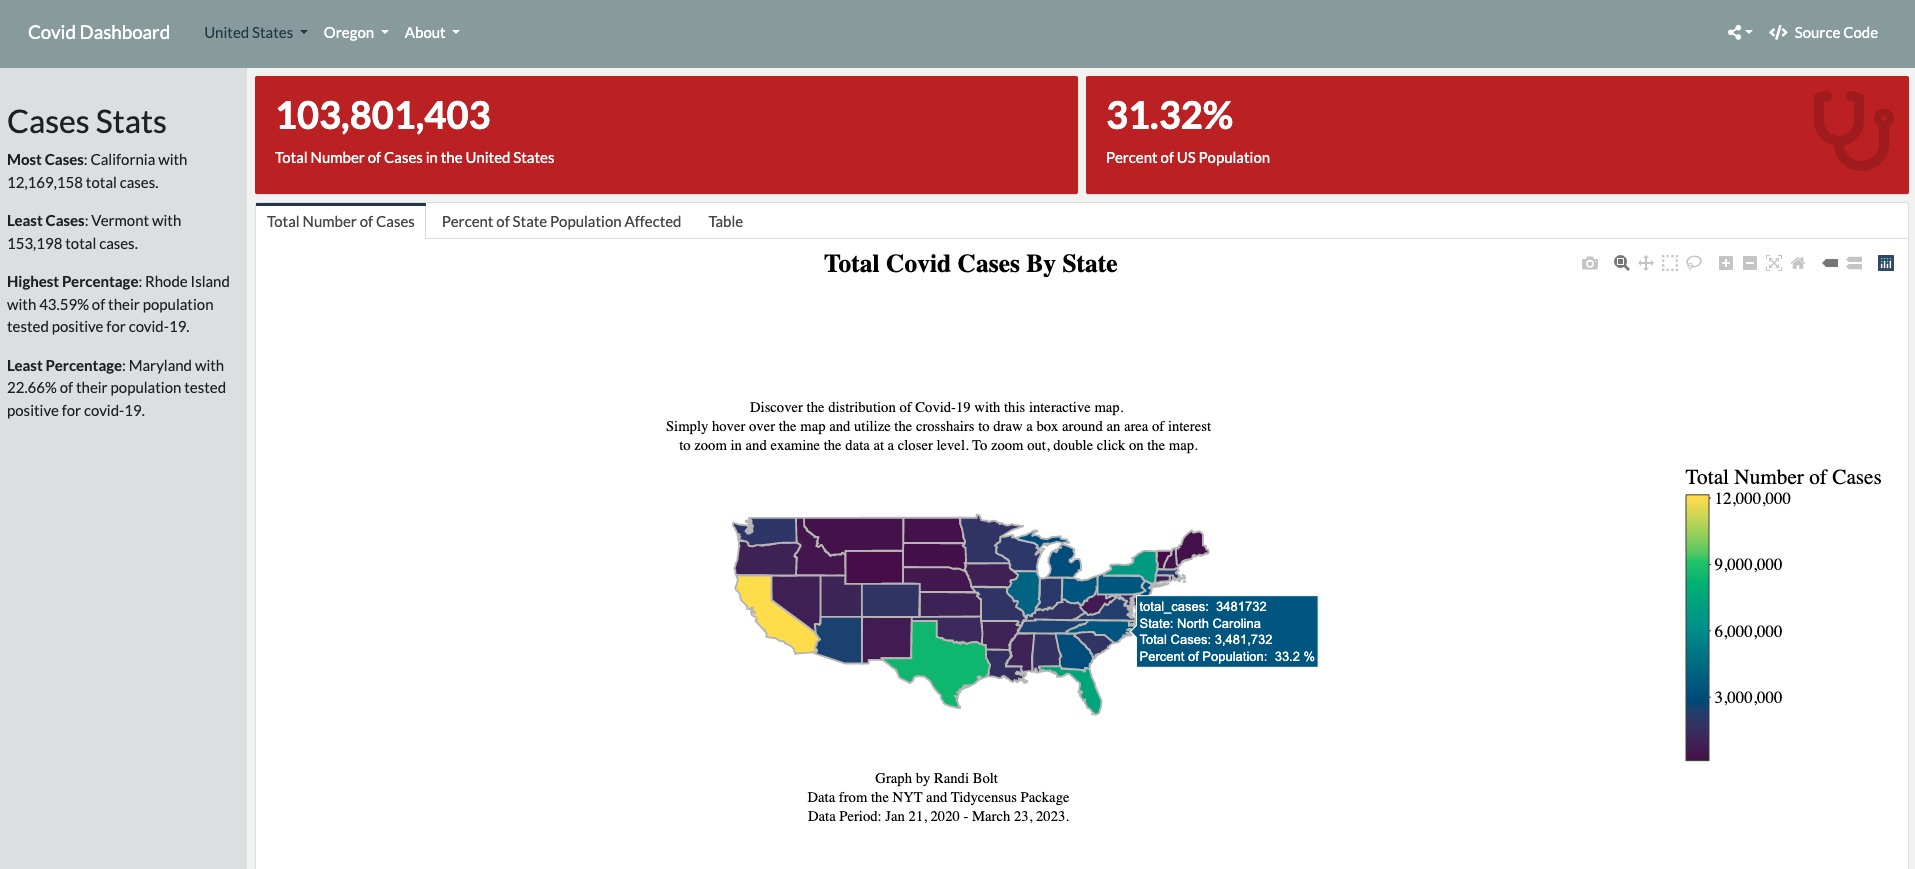 Covid Dashboard
United States
Oregon
About
Source Code
Cases Stats
Most Cases: California with
12,169,158 total cases.
Least Cases: Vermont with
153,198 total cases.
Highest Percentage: Rhode Island
with 43.59% of their population
tested positive for covid-19.
Least Percentage: Maryland with
22.66% of their population tested
positive for covid-19.
103,801,403
Total Number of Cases in the United States
31.32%
Percent of US Population
Total Number of Cases
Percent of State Population Affected
Table
Total Covid Cases By State
Discover the distribution of Covid-19 with this interactive map.
Simply hover over the map and utilize the crosshairs to draw a box around an area of interest
to zoom in and examine the data at a closer level. To zoom out, double click on the map.
total_cases: 3481732
State: North Carolina
Total Cases: 3,481,732
Percent of Population: 33.2 %
Total Number of Cases
12,000,000
9,000,000
6,000,000
3,000,000
Graph by Randi Bolt
Data from the NYT and Tidycensus Package
Data Period: Jan 21, 2020 - March 23, 2023.